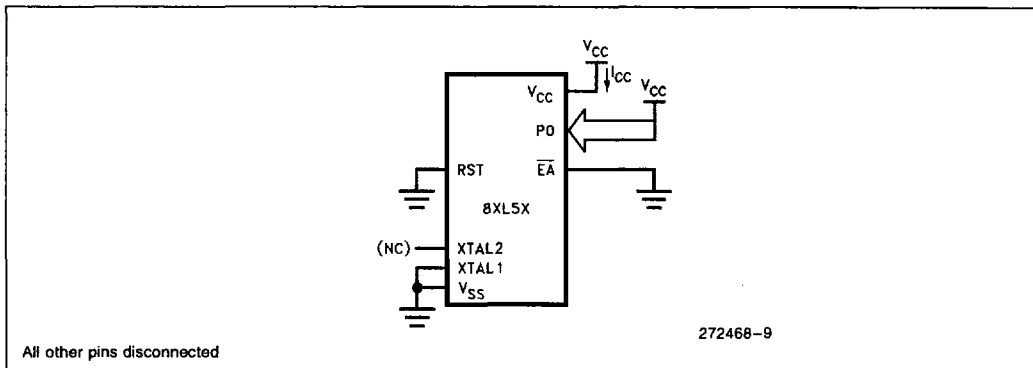 VCC
ICC
VCC
VCC
P0
RST
EA
8XL5X
(NC)
XTAL2
XTAL1
VSS
272468-9
All other pins disconnected